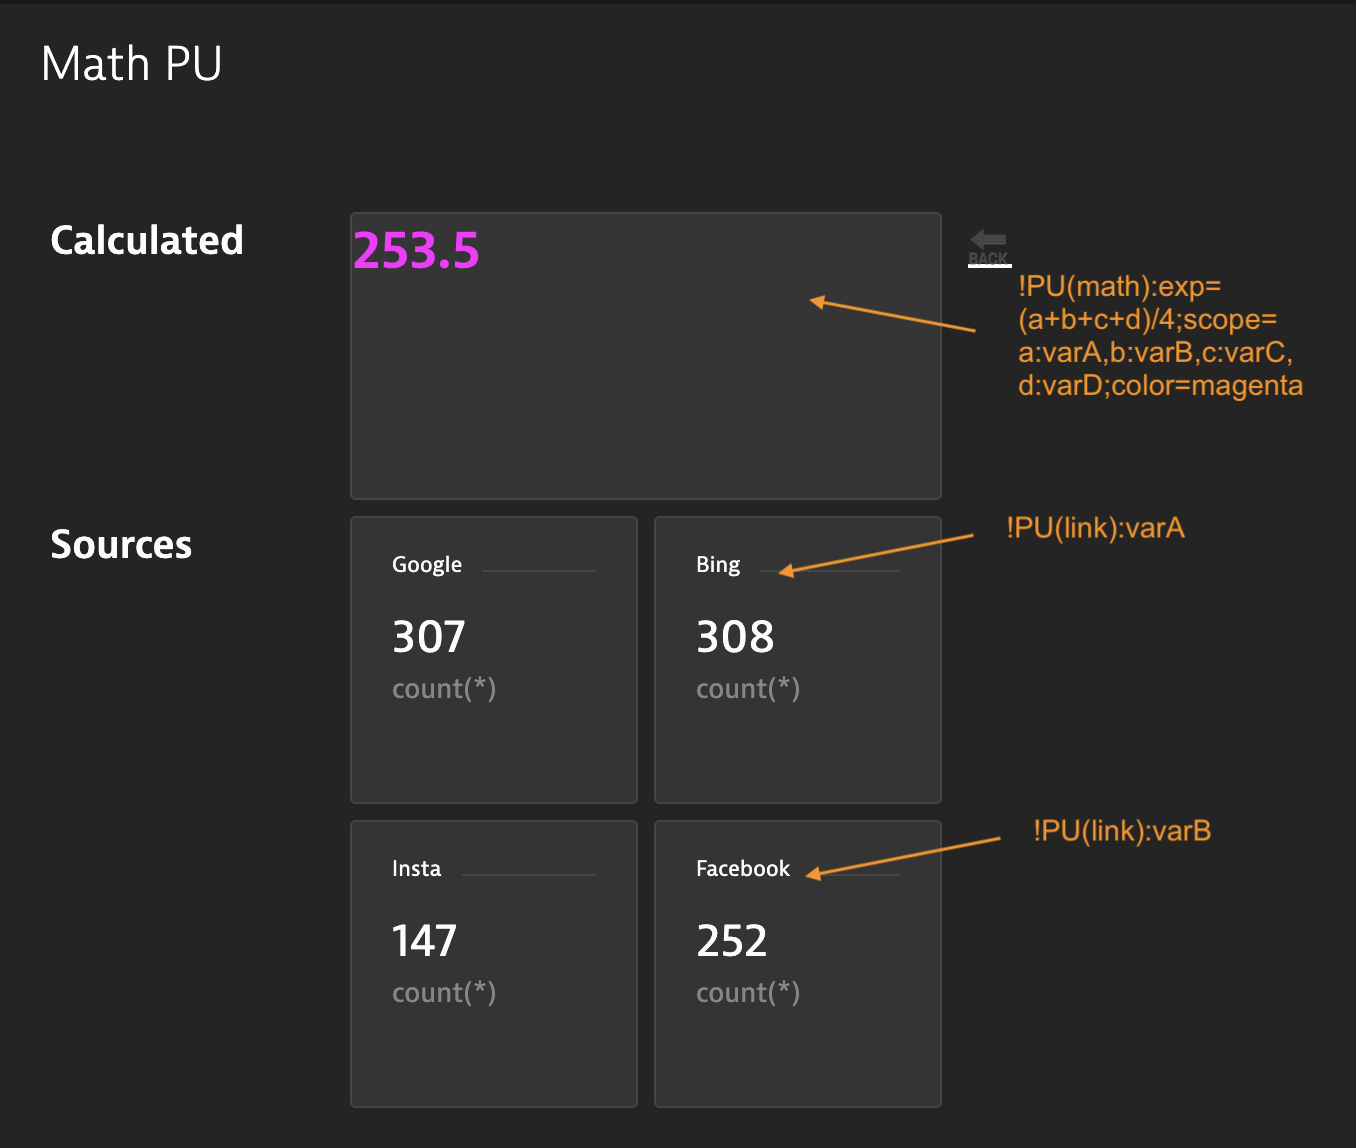 Math PU
Calculated
253.5
BACK
!PU(math):exp=
(a+b+c+d)/4;scope=
a:varA,b:varB,c:varC,
d:varD;color=magenta
Sources
Google
307
count(*)
Bing
308
count(*)
!PU(link):varA
Insta
147
count(*)
Facebook
252
count(*)
!PU(link):varB